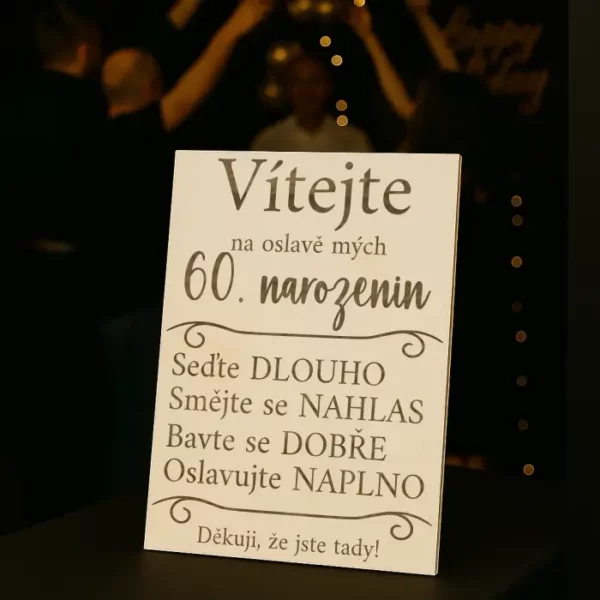 Vítejte
na oslavě mých
60. narozenin
Seďte DLOUHO
Smějte se NAHLAS
Bavte se DOBŘE
Oslavujte NAPLNO
Děkuji, že jste tady!